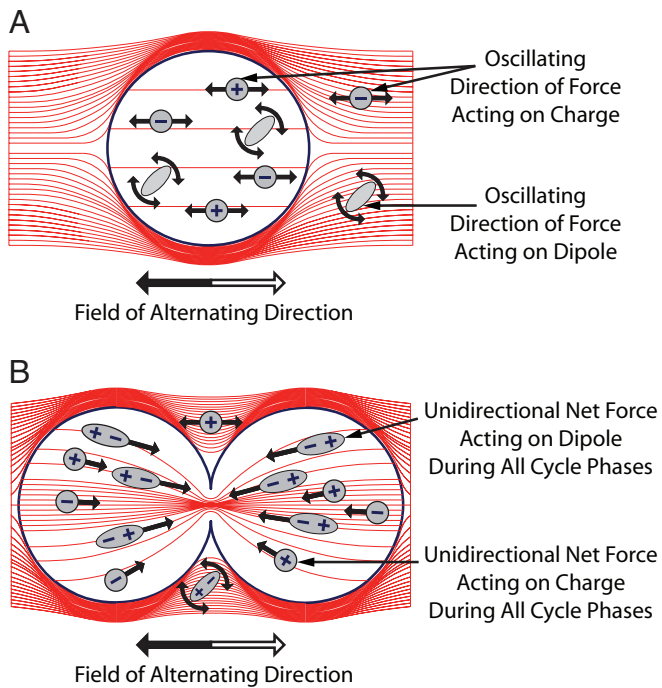 A
Oscillating
Direction of Force
Acting on Charge
+
−
−
−
+
Oscillating
Direction of Force
Acting on Dipole
Field of Alternating Direction
B
+ −
+
− +
+
+ −
− +
Unidirectional Net Force
Acting on Dipole
During All Cycle Phases
−
+
−
− +
− +
−
+
+ −
Unidirectional Net Force
Acting on Charge
During All Cycle Phases
Field of Alternating Direction